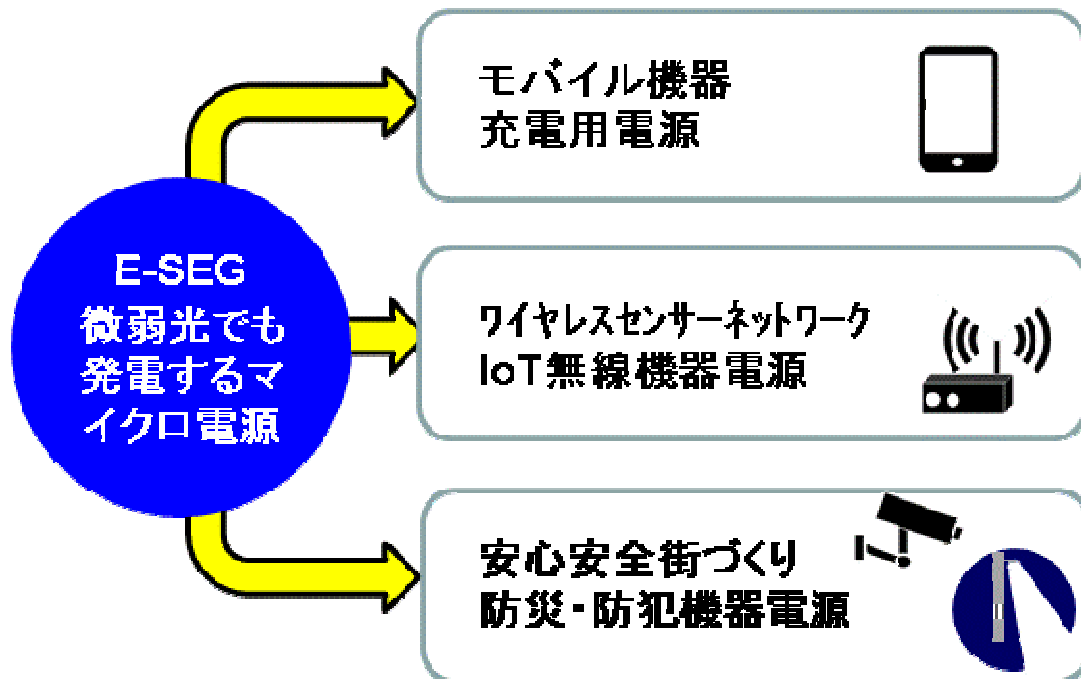 E-SEG
微弱光でも
発電するマ
イクロ電源
モバイル機器
充電用電源
ワイヤレスセンサーネットワーク
IoT無線機器電源
安心安全街づくり
防災・防犯機器電源